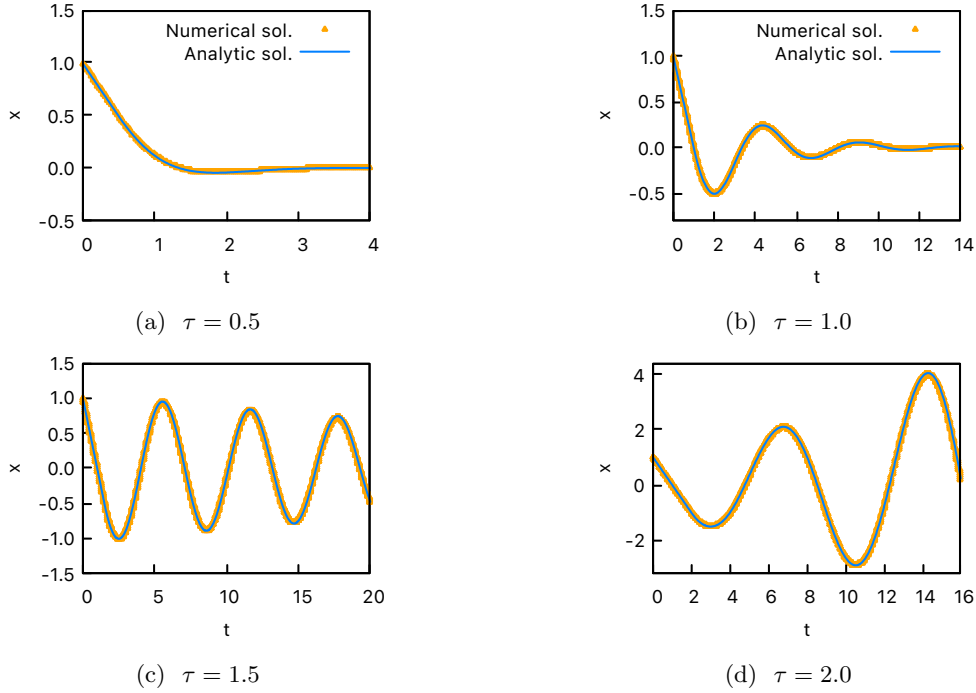 1.5
Numerical sol.
Analytic sol.
1.0
0.5
0.0
-0.5
x
0 1 2 3 4
t
(a) τ = 0.5
1.5
Numerical sol.
Analytic sol.
1.0
0.5
0.0
-0.5
x
0 2 4 6 8 10 12 14
t
(b) τ = 1.0
1.5
1.0
0.5
0.0
-0.5
-1.0
-1.5
x
0 5 10 15 20
t
(c) τ = 1.5
4
2
0
-2
x
0 2 4 6 8 10 12 14 16
t
(d) τ = 2.0